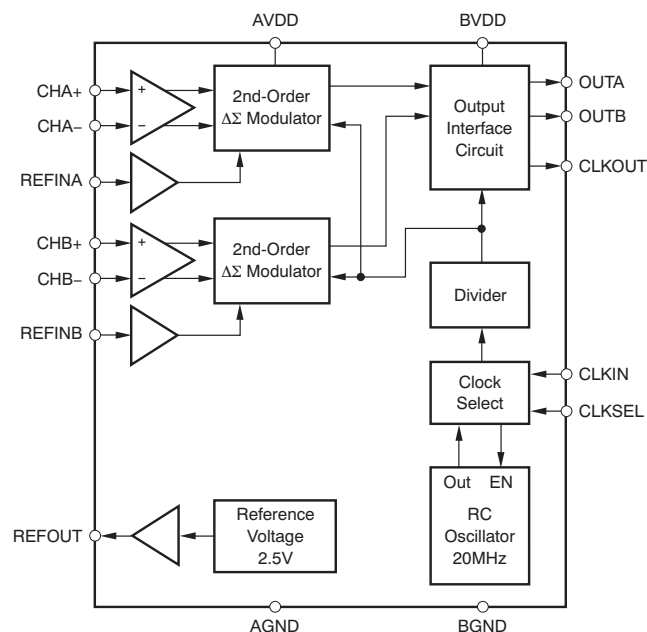 AVDD
BVDD
CHA+
+
2nd-Order
ΔΣ Modulator
Output
Interface
Circuit
OUTA
CHA−
−
OUTB
CLKOUT
REFINA
CHB+
+
2nd-Order
ΔΣ Modulator
CHB−
−
Divider
REFINB
Clock
Select
CLKIN
CLKSEL
Out EN
RC
Oscillator
20MHz
REFOUT
Reference
Voltage
2.5V
AGND
BGND